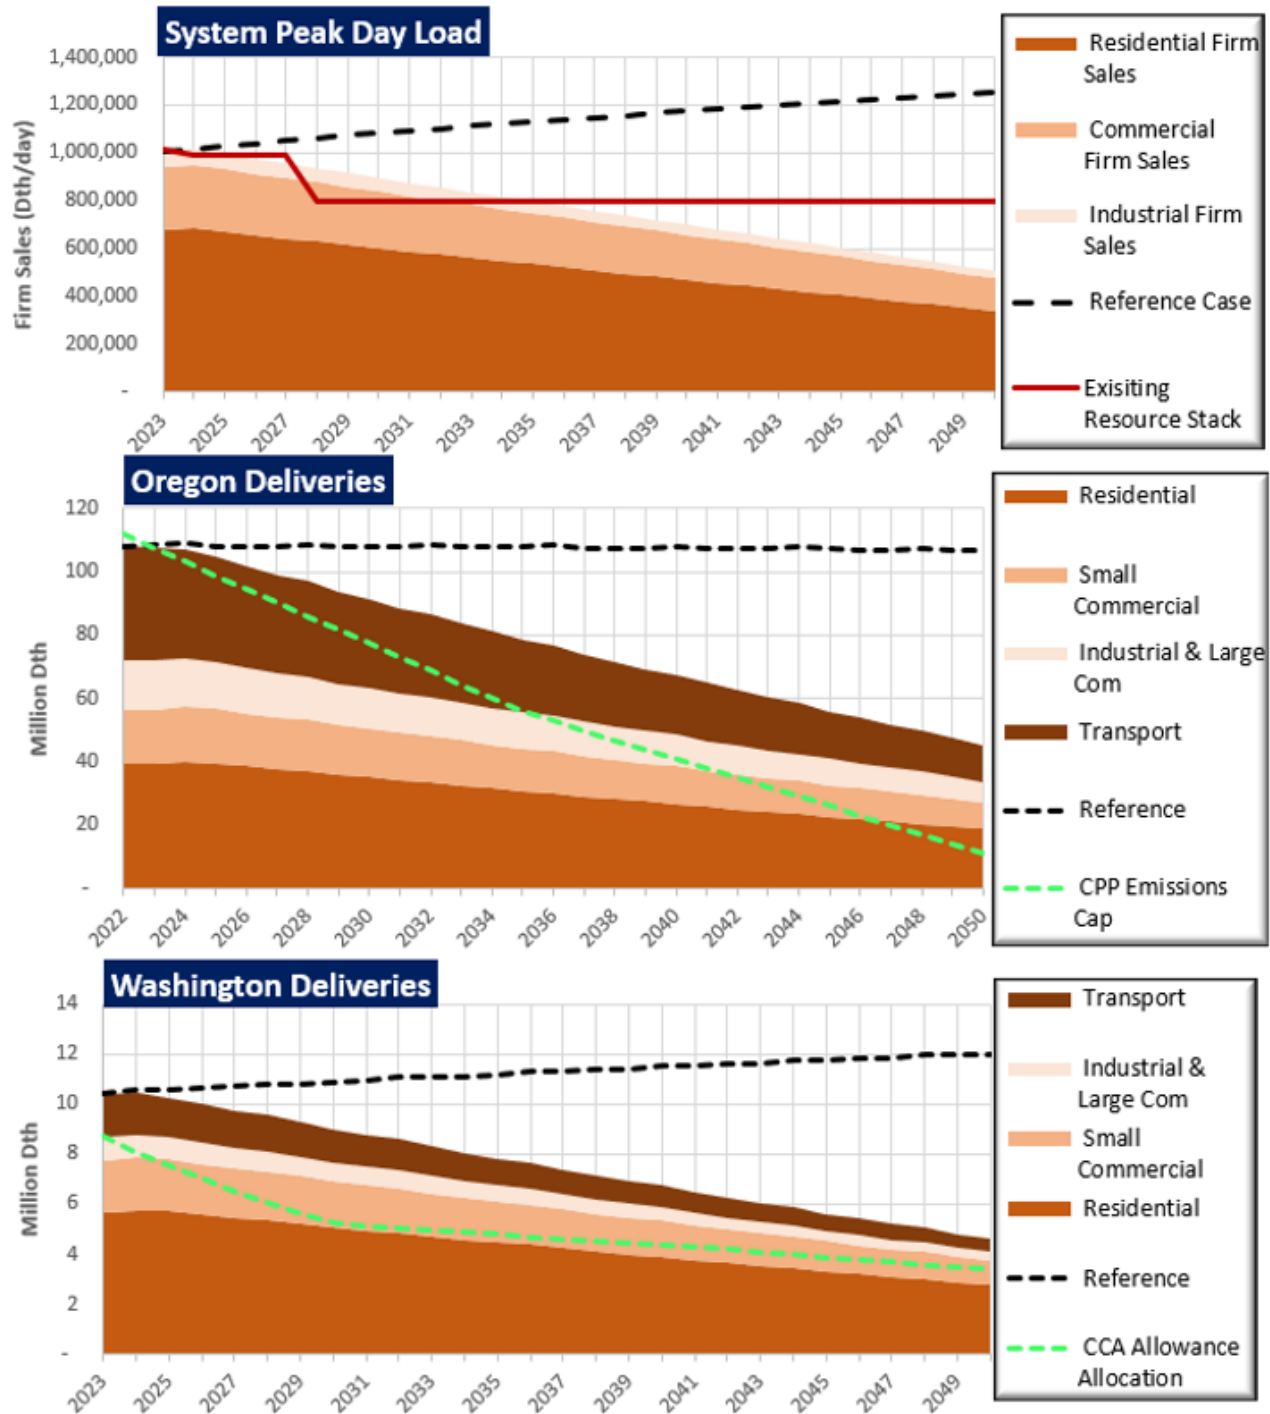 System Peak Day Load
Firm Sales (Dth/day)
1,400,000
1,200,000
1,000,000
800,000
600,000
400,000
200,000
-
2023
2025
2027
2029
2031
2033
2035
2037
2039
2041
2043
2045
2047
2049
Residential Firm
Sales
Commercial
Firm Sales
Industrial Firm
Sales
Reference Case
Exisiting
Resource Stack
Oregon Deliveries
Million Dth
120
100
80
60
40
20
-
2022
2024
2026
2028
2030
2032
2034
2036
2038
2040
2042
2044
2046
2048
2050
Residential
Small
Commercial
Industrial & Large
Com
Transport
Reference
CPP Emissions
Cap
Washington Deliveries
Million Dth
14
12
10
8
6
4
2
-
2023
2025
2027
2029
2031
2033
2035
2037
2039
2041
2043
2045
2047
2049
Transport
Industrial &
Large Com
Small
Commercial
Residential
Reference
CCA Allowance
Allocation